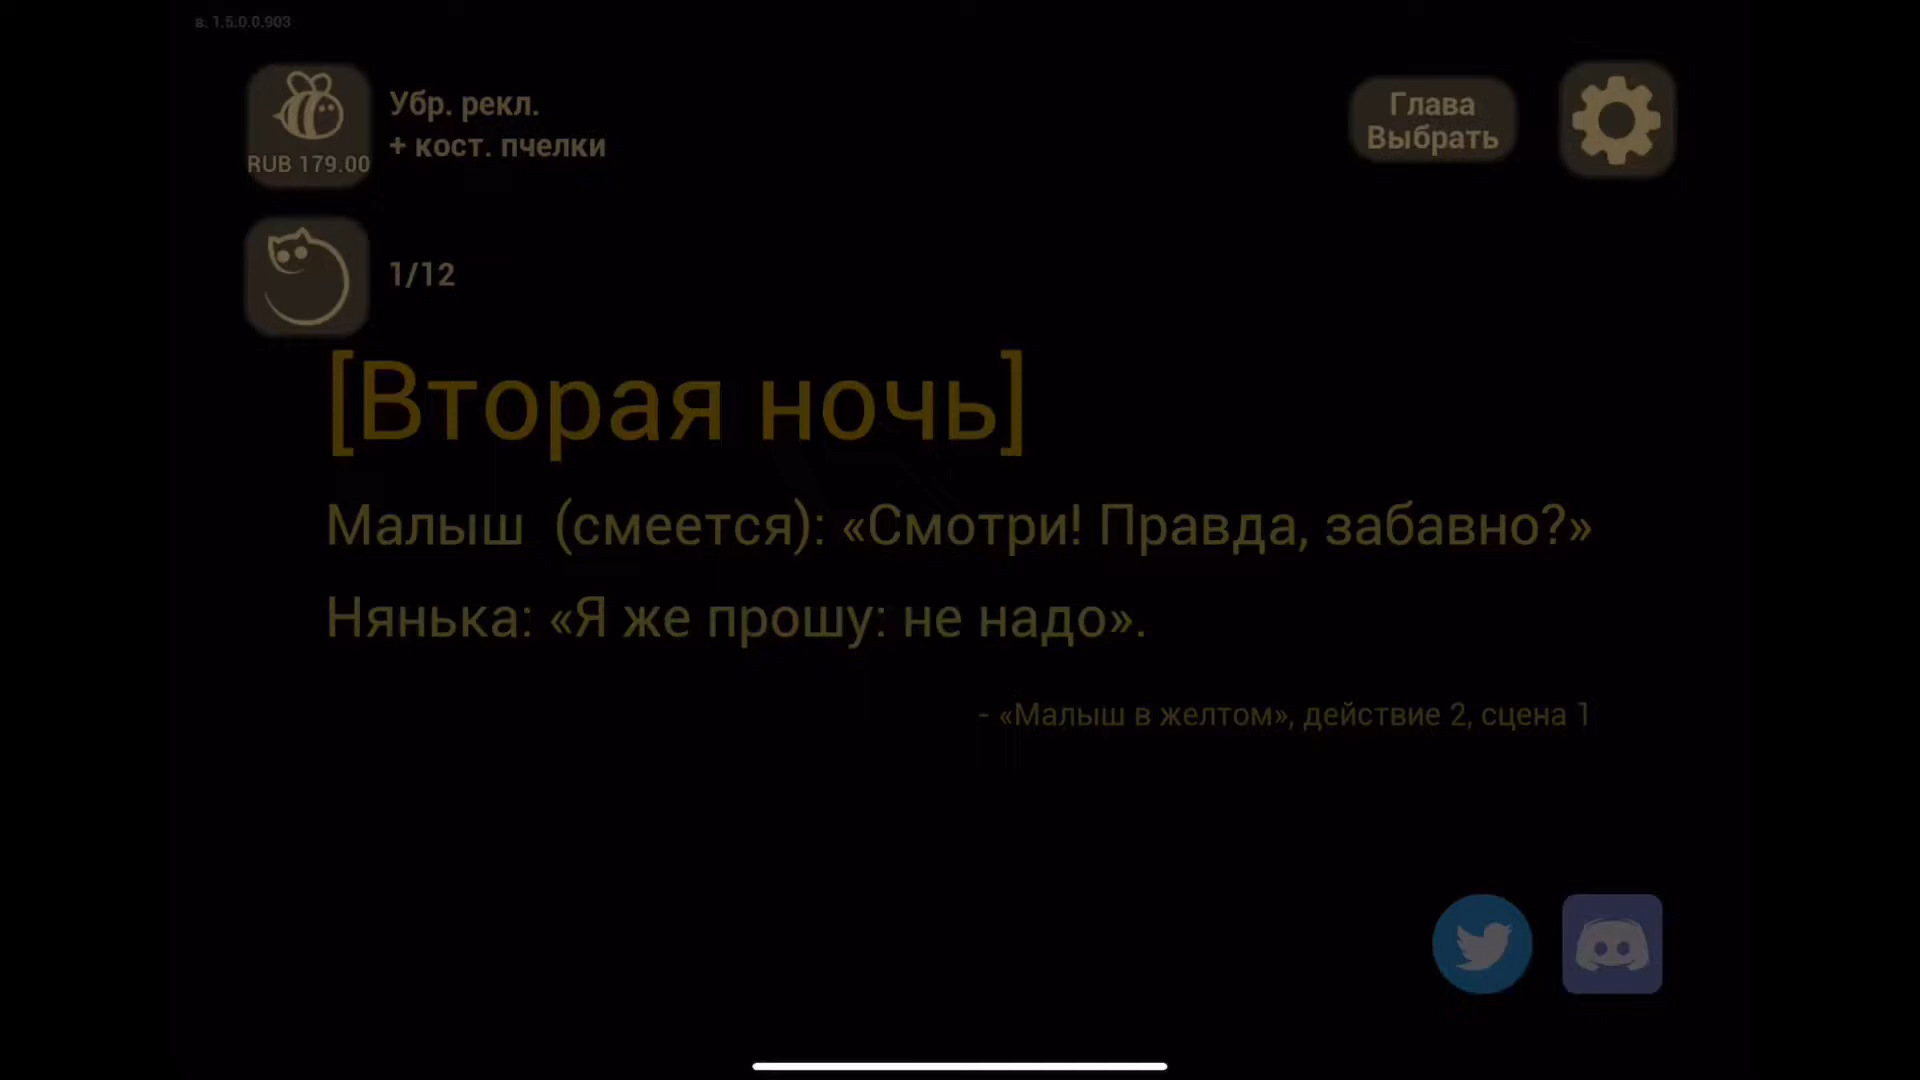 в. 1.5.0.0.903
Убр. рекл.
+ кост. пчелки
RUB 179.00
Глава
Выбрать
1/12
[Вторая ночь]
Малыш (смеется): «Смотри! Правда, забавно?»
Нянька: «Я же прошу: не надо».
- «Малыш в желтом», действие 2, сцена 1